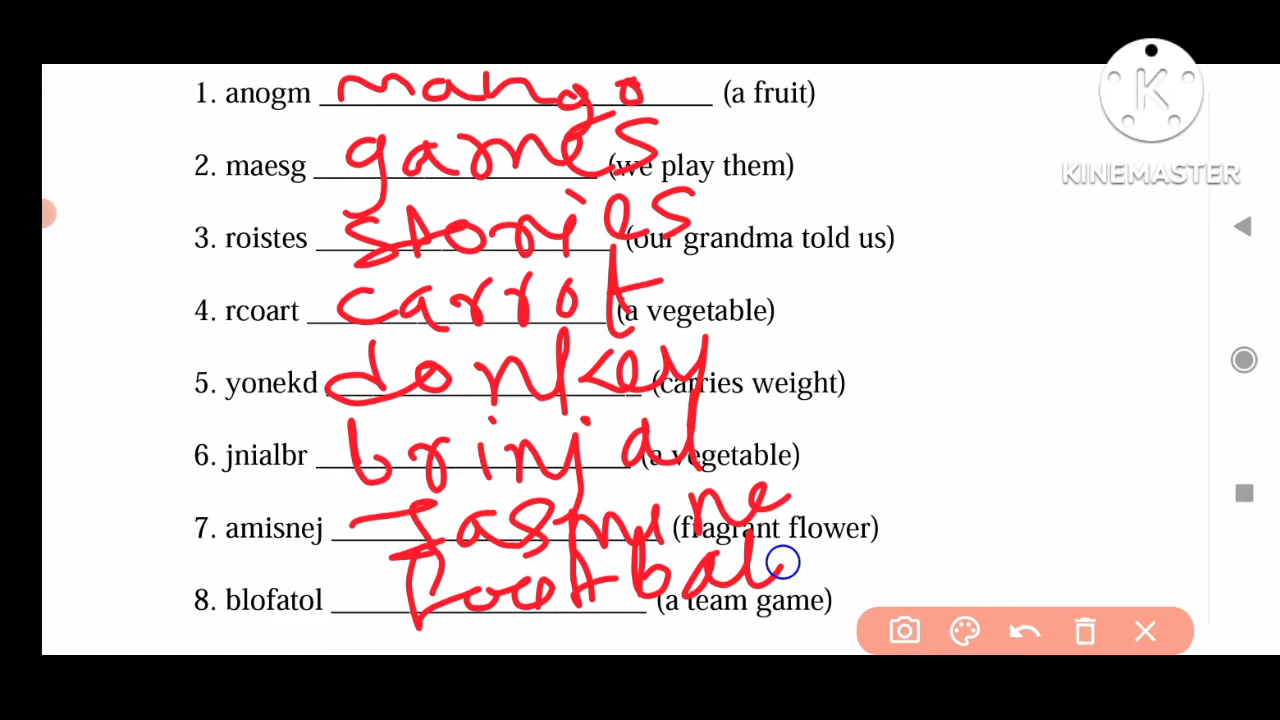 1. anogm mango (a fruit)
K
KINEMASTER
2. maesg games (we play them)
3. roistes stories (our grandma told us)
4. rcoart carrot (a vegetable)
5. yonekd donkey (carries weight)
6. jnialbr brinjal (a vegetable)
7. amisnej Jasmine (fragrant flower)
8. blofatol Footbal (a team game)